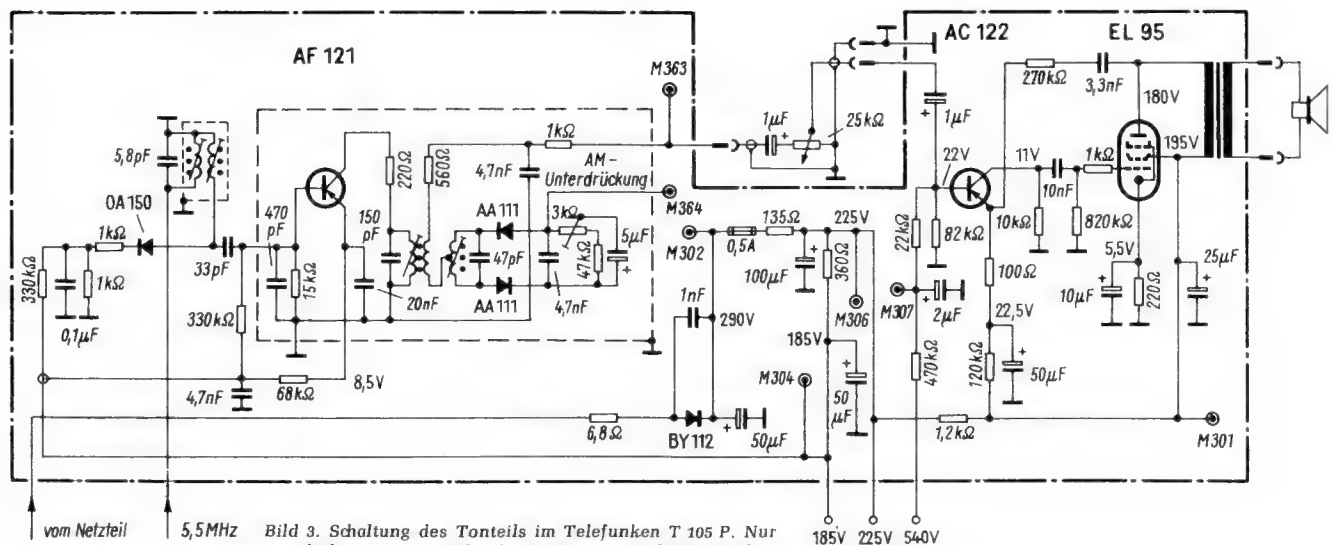 AF 121
AC 122
EL 95
M363
270kΩ
3,3nF
180V
195V
5,8pF
OA 150
1kΩ
330kΩ
1kΩ
0,1µF
33pF
470 pF
15kΩ
330kΩ
4,7nF
68kΩ
8,5V
150 pF
20nF
220Ω
560Ω
4,7nF
1kΩ
AM-
Unterdrückung
AA 111
47pF
AA 111
3kΩ
47kΩ
5µF
4,7nF
M364
1µF
25kΩ
1µF
M302
0,5A
135Ω
225V
100µF
360Ω
M306
1nF
290V
185V
M304
50 µF
6,8Ω
BY 112
50µF
22V
11V
10nF
1kΩ
22kΩ
82kΩ
10kΩ
820kΩ
100Ω
M307
2µF
22,5V
470kΩ
120kΩ
50µF
5,5V
10µF
220Ω
25µF
1,2kΩ
M301
vom Netzteil
5,5MHz
Bild 3. Schaltung des Tonteils im Telefunken T 105 P. Nur
185V
225V
540V